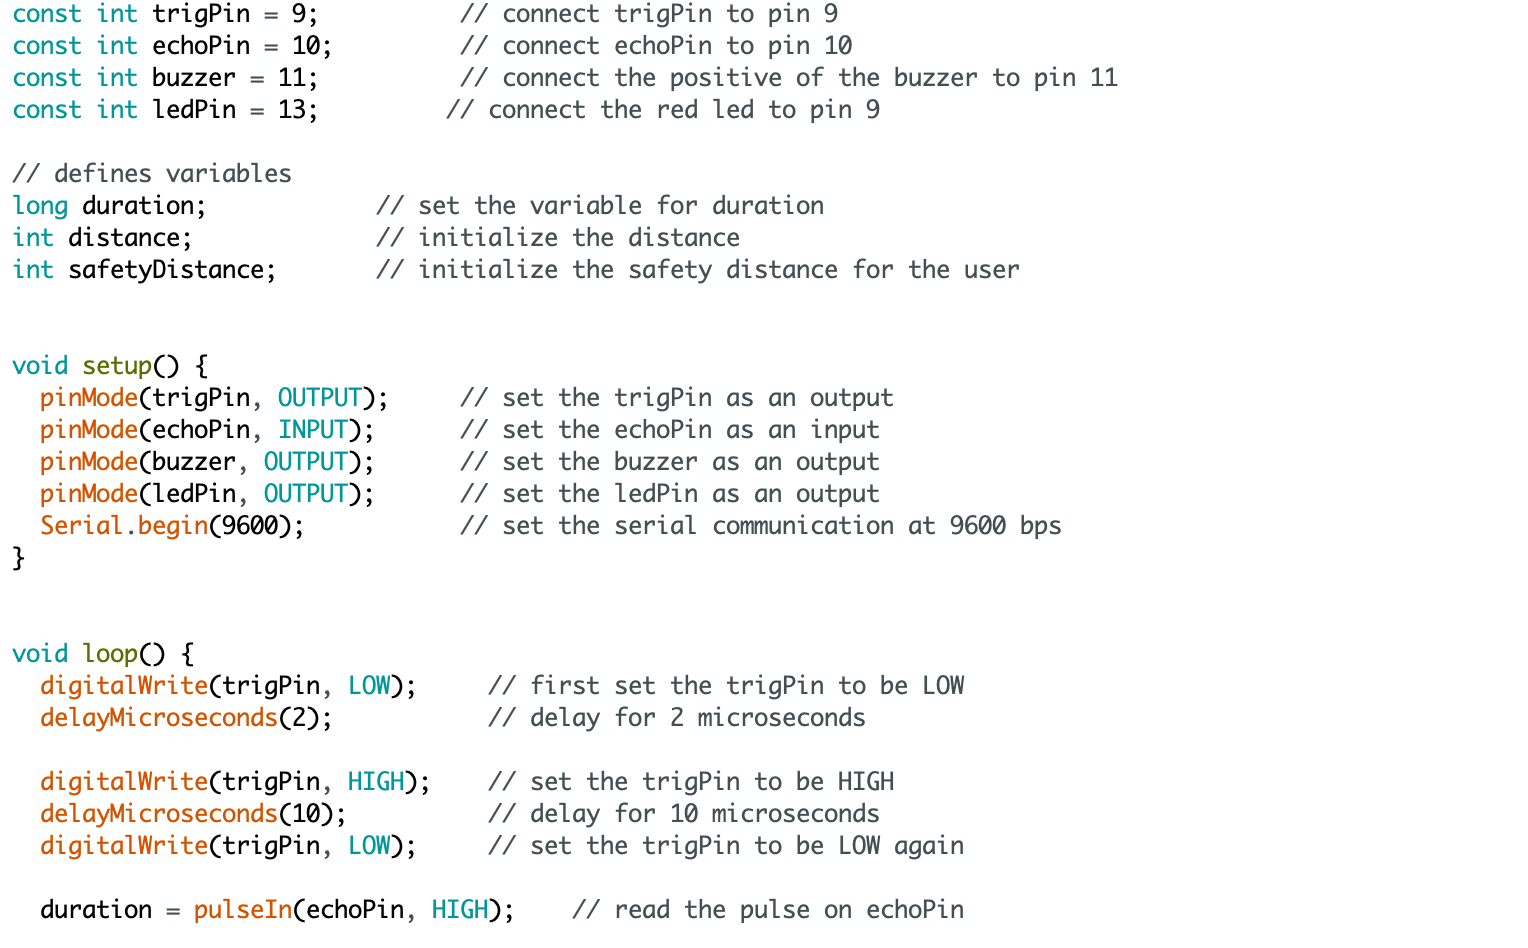 const int trigPin = 9;          // connect trigPin to pin 9
const int echoPin = 10;         // connect echoPin to pin 10
const int buzzer = 11;          // connect the positive of the buzzer to pin 11
const int ledPin = 13;         // connect the red led to pin 9

// defines variables
long duration;            // set the variable for duration
int distance;             // initialize the distance
int safetyDistance;       // initialize the safety distance for the user


void setup() {
  pinMode(trigPin, OUTPUT);     // set the trigPin as an output
  pinMode(echoPin, INPUT);      // set the echoPin as an input
  pinMode(buzzer, OUTPUT);      // set the buzzer as an output
  pinMode(ledPin, OUTPUT);      // set the ledPin as an output
  Serial.begin(9600);           // set the serial communication at 9600 bps
}


void loop() {
  digitalWrite(trigPin, LOW);     // first set the trigPin to be LOW
  delayMicroseconds(2);           // delay for 2 microseconds

  digitalWrite(trigPin, HIGH);    // set the trigPin to be HIGH
  delayMicroseconds(10);          // delay for 10 microseconds
  digitalWrite(trigPin, LOW);     // set the trigPin to be LOW again

  duration = pulseIn(echoPin, HIGH);    // read the pulse on echoPin